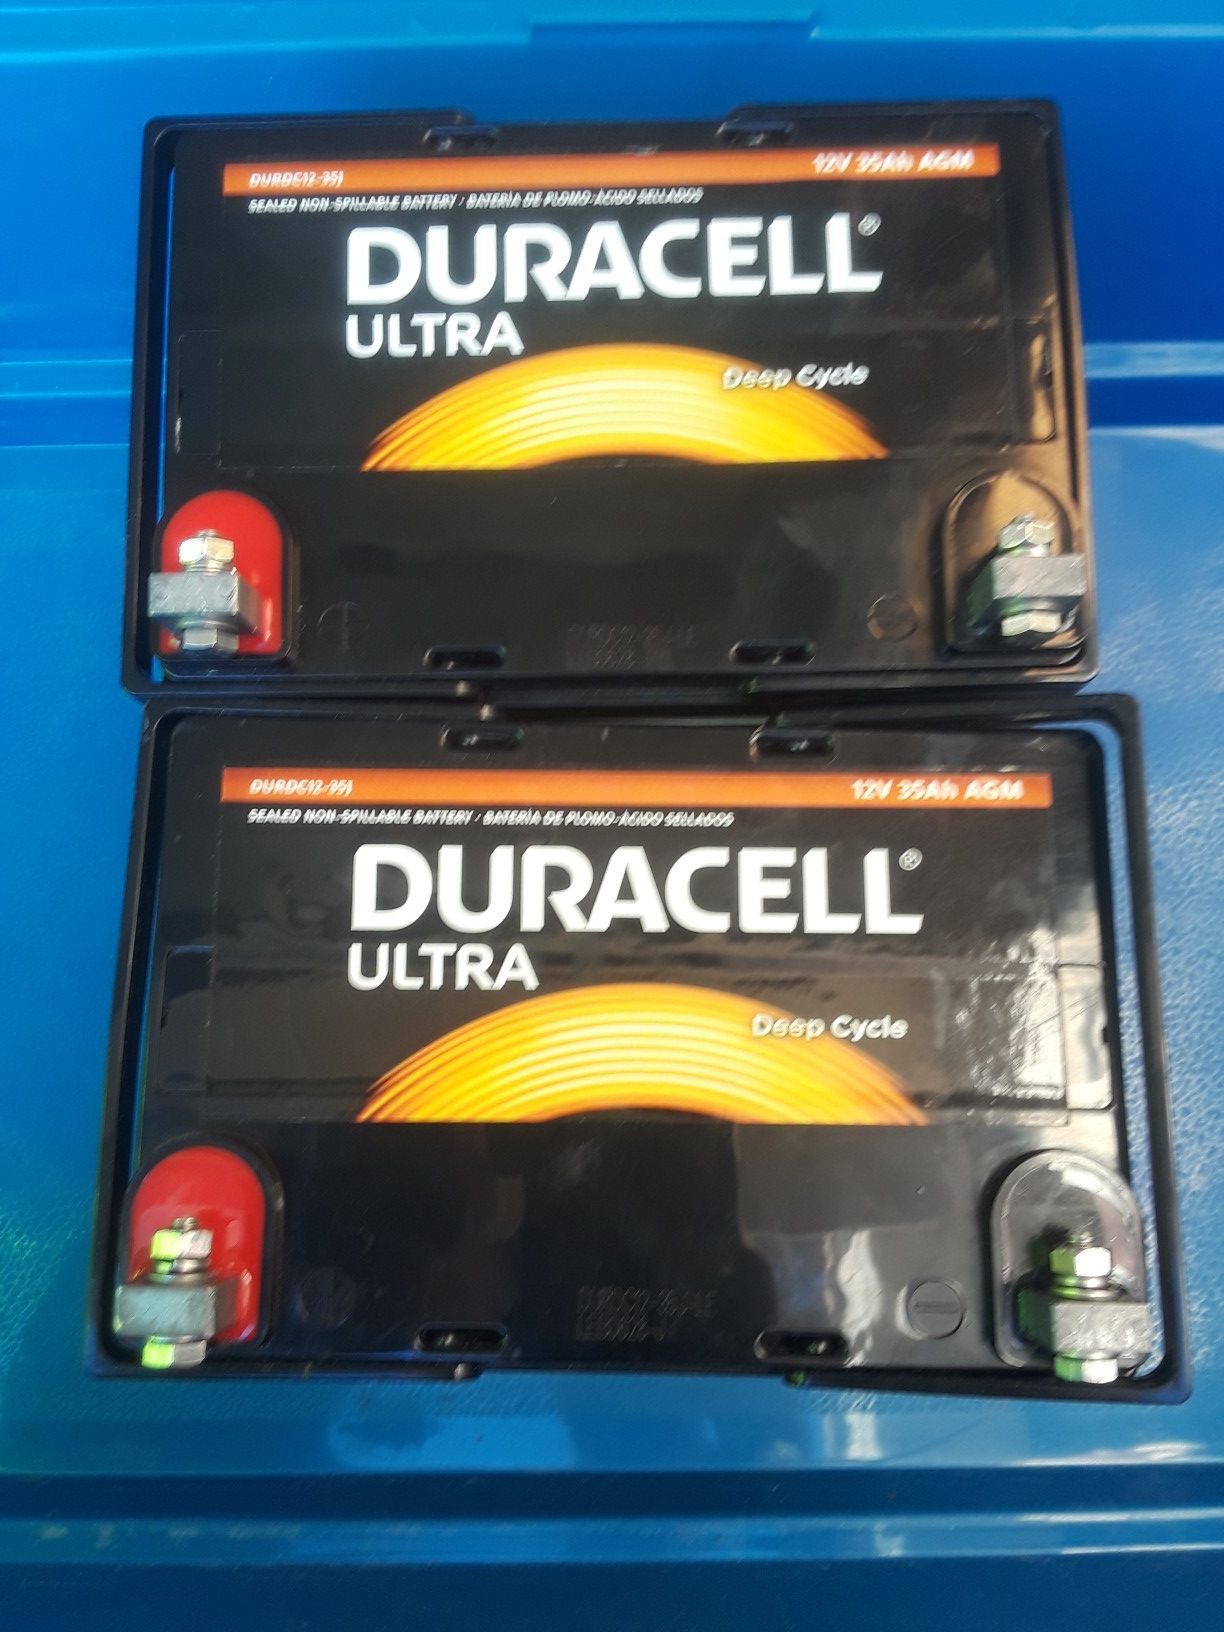 DURDC12-35J
12V 35Ah AGM
SEALED NON-SPILLABLE BATTERY · BATERÍA DE PLOMO-ÁCIDO SELLADOS
DURACELL®
ULTRA
Deep Cycle
DURDC12-35J
12V 35Ah AGM
SEALED NON-SPILLABLE BATTERY · BATERÍA DE PLOMO-ÁCIDO SELLADOS
DURACELL®
ULTRA
Deep Cycle